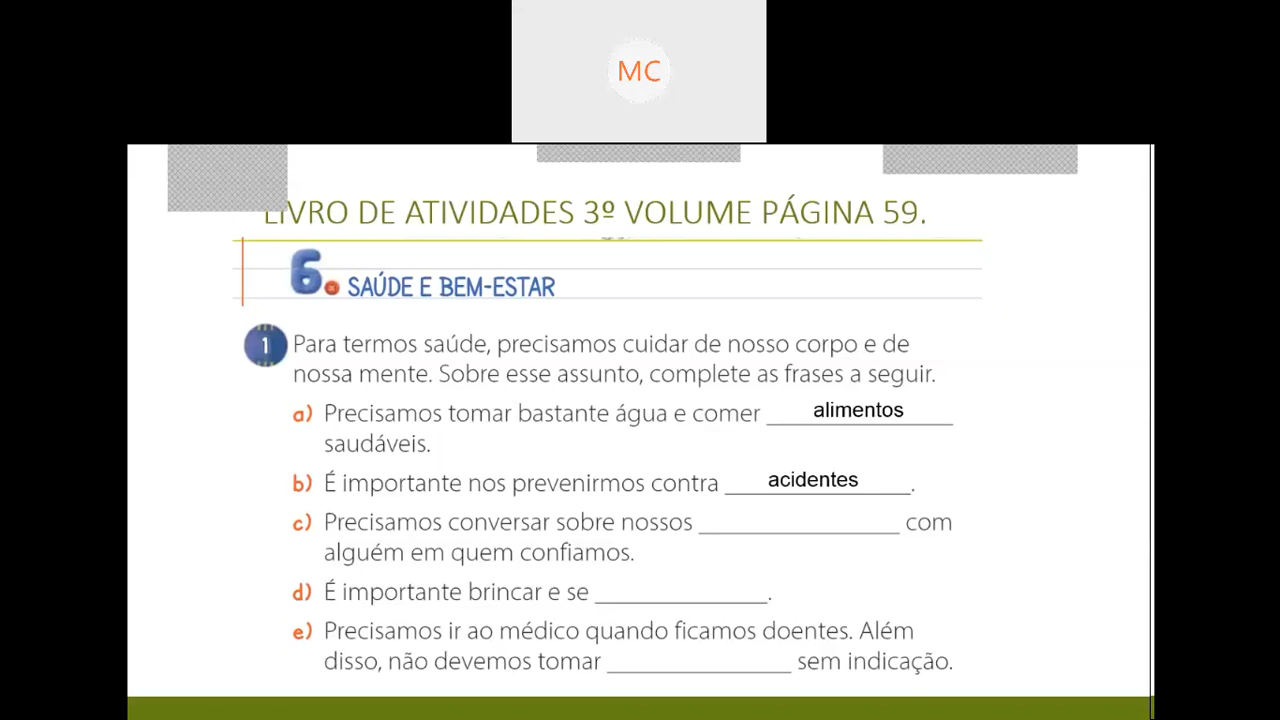 MC
LIVRO DE ATIVIDADES 3º VOLUME PÁGINA 59.
6. SAÚDE E BEM-ESTAR
1 Para termos saúde, precisamos cuidar de nosso corpo e de
nossa mente. Sobre esse assunto, complete as frases a seguir.
a) Precisamos tomar bastante água e comer alimentos
saudáveis.
b) É importante nos prevenirmos contra acidentes.
c) Precisamos conversar sobre nossos ____________ com
alguém em quem confiamos.
d) É importante brincar e se ____________.
e) Precisamos ir ao médico quando ficamos doentes. Além
disso, não devemos tomar ____________ sem indicação.